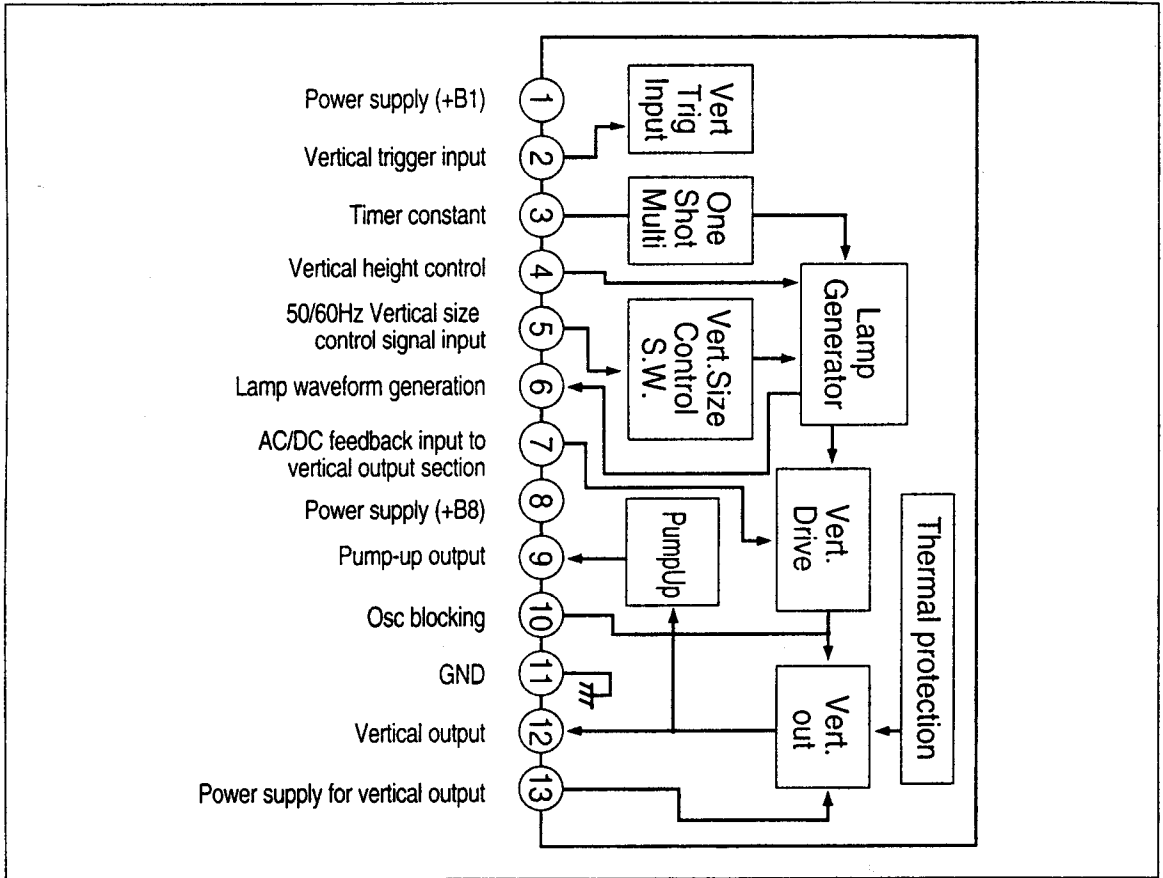 Power supply (+B1)
1
Vertical trigger input
2
Timer constant
3
Vertical height control
4
50/60Hz Vertical size
control signal input
5
Lamp waveform generation
6
AC/DC feedback input to
vertical output section
7
Power supply (+B8)
8
Pump-up output
9
Osc blocking
10
GND
11
Vertical output
12
Power supply for vertical output
13
Vert
Trig
Input
One
Shot
Multi
Lamp
Generator
Vert.Size
Control
S.W.
Vert.
Drive
PumpUp
Thermal protection
Vert.
out